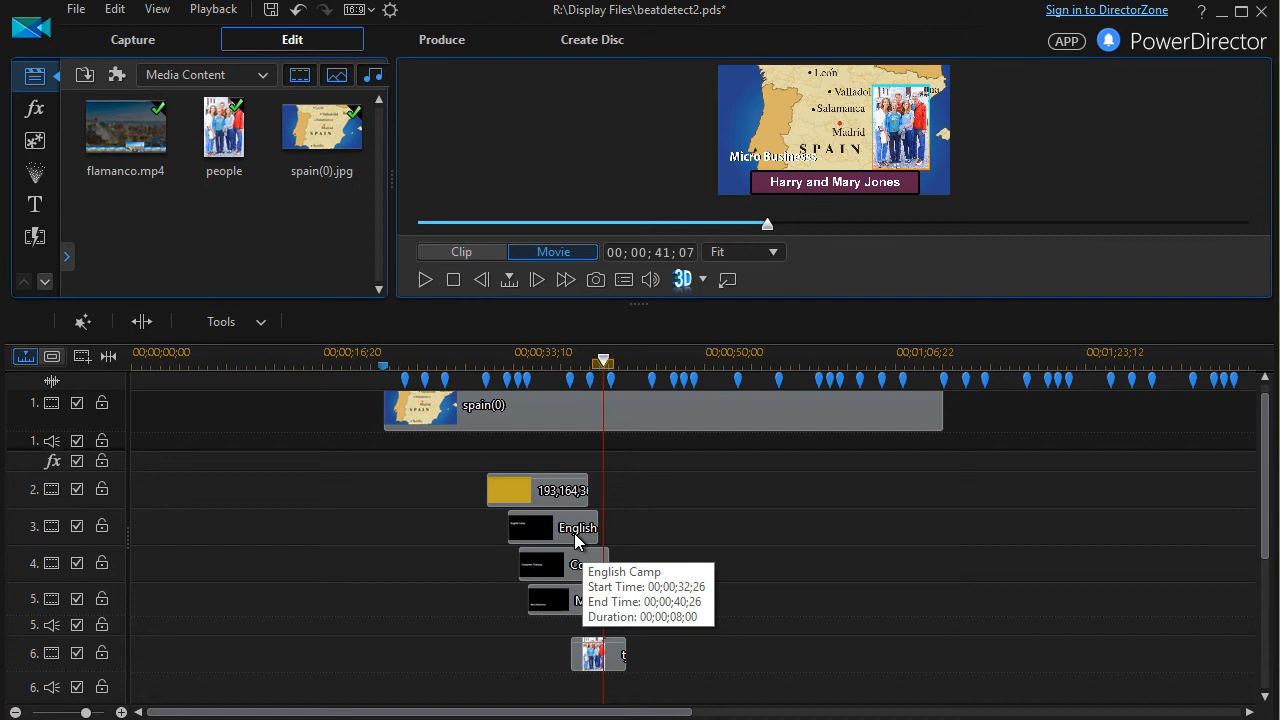 File Edit View Playback 16:9 R:\Display Files\beatdetect2.pds* Sign in to DirectorZone ?
Capture Edit Produce Create Disc APP PowerDirector
Media Content
flamanco.mp4 people spain(0).jpg
fx
T
León
Valladol
Salamanca
Madrid
SPAIN
Micro Business
Harry and Mary Jones
Clip Movie 00; 00; 41; 07 Fit
3D
Tools
00;00;00;00 00;00;16;20 00;00;33;10 00;00;50;00 00;01;06;22 00;01;23;12
1. spain(0)
1.
fx
2. 193;164;3
3. English
4. Co
5. M
5.
6. t
6.
English Camp
Start Time: 00;00;32;26
End Time: 00;00;40;26
Duration: 00;00;08;00